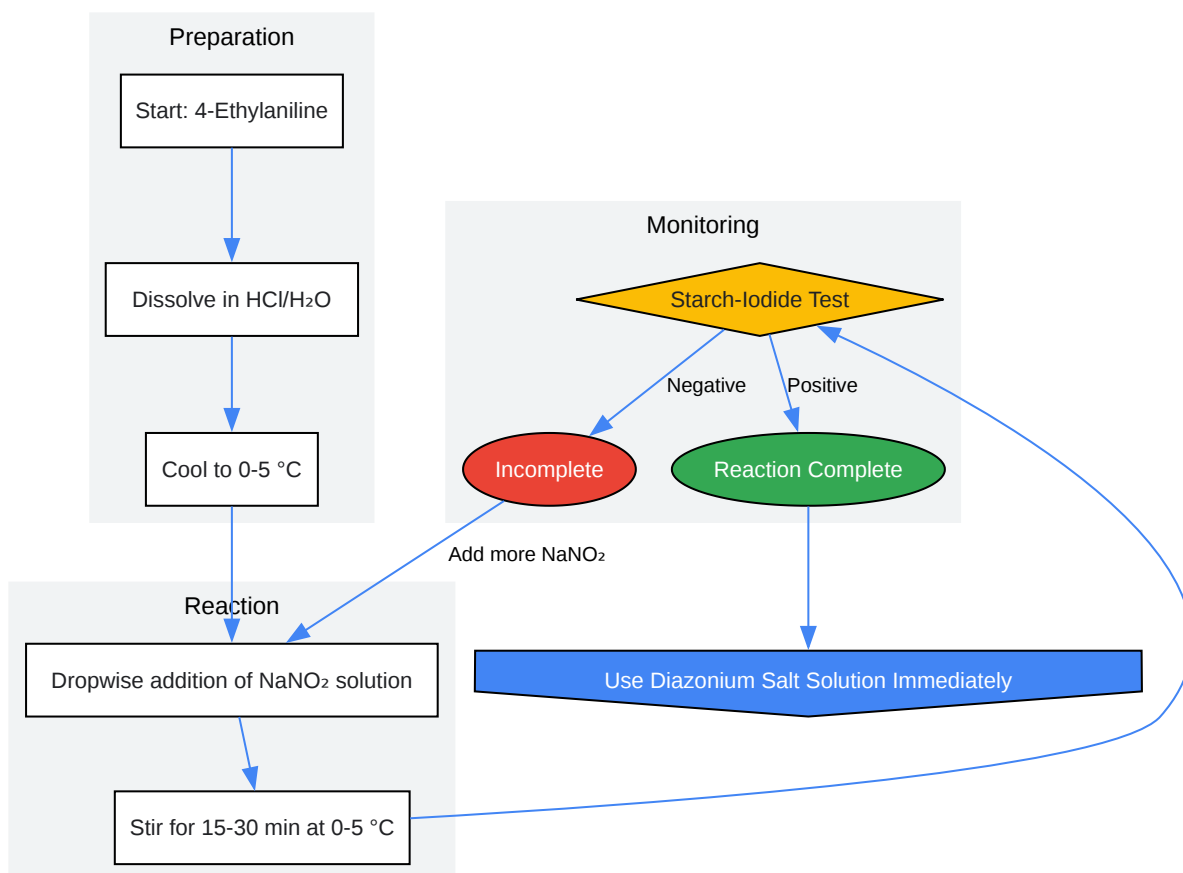 Preparation
Start: 4-Ethylaniline
Dissolve in HCl/H₂O
Cool to 0-5 °C
Monitoring
Starch-Iodide Test
Negative
Positive
Incomplete
Reaction Complete
Add more NaNO₂
Reaction
Dropwise addition of NaNO₂ solution
Stir for 15-30 min at 0-5 °C
Use Diazonium Salt Solution Immediately